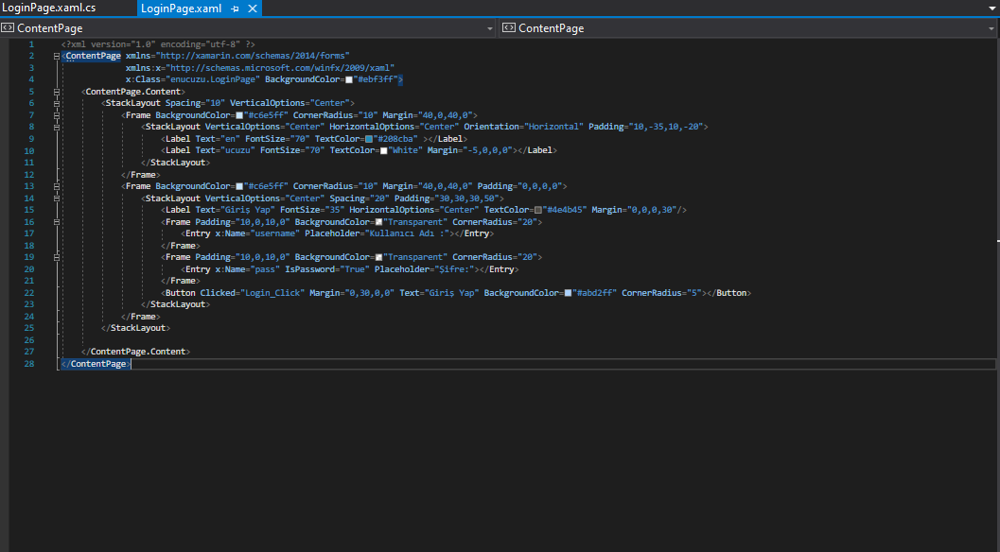 LoginPage.xaml.cs
LoginPage.xaml
ContentPage
ContentPage
1 <?xml version="1.0" encoding="utf-8" ?>
2 <ContentPage xmlns="http://xamarin.com/schemas/2014/forms"
3 xmlns:x="http://schemas.microsoft.com/winfx/2009/xaml"
4 x:Class="enucuzu.LoginPage" BackgroundColor="#ebf3ff">
5 <ContentPage.Content>
6 <StackLayout Spacing="10" VerticalOptions="Center">
7 <Frame BackgroundColor="#c6e5ff" CornerRadius="10" Margin="40,0,40,0">
8 <StackLayout VerticalOptions="Center" HorizontalOptions="Center" Orientation="Horizontal" Padding="10,-35,10,-20">
9 <Label Text="en" FontSize="70" TextColor="#208cba" ></Label>
10 <Label Text="ucuzu" FontSize="70" TextColor="White" Margin="-5,0,0,0"></Label>
11 </StackLayout>
12 </Frame>
13 <Frame BackgroundColor="#c6e5ff" CornerRadius="10" Margin="40,0,40,0" Padding="0,0,0,0">
14 <StackLayout VerticalOptions="Center" Spacing="20" Padding="30,30,30,50">
15 <Label Text="Giriş Yap" FontSize="35" HorizontalOptions="Center" TextColor="#4e4b45" Margin="0,0,0,30"/>
16 <Frame Padding="10,0,10,0" BackgroundColor="Transparent" CornerRadius="20">
17 <Entry x:Name="username" Placeholder="Kullanıcı Adı :"></Entry>
18 </Frame>
19 <Frame Padding="10,0,10,0" BackgroundColor="Transparent" CornerRadius="20">
20 <Entry x:Name="pass" IsPassword="True" Placeholder="Şifre:"></Entry>
21 </Frame>
22 <Button Clicked="Login_Click" Margin="0,30,0,0" Text="Giriş Yap" BackgroundColor="#abd2ff" CornerRadius="5"></Button>
23 </StackLayout>
24 </Frame>
25 </StackLayout>
26
27 </ContentPage.Content>
28 </ContentPage>